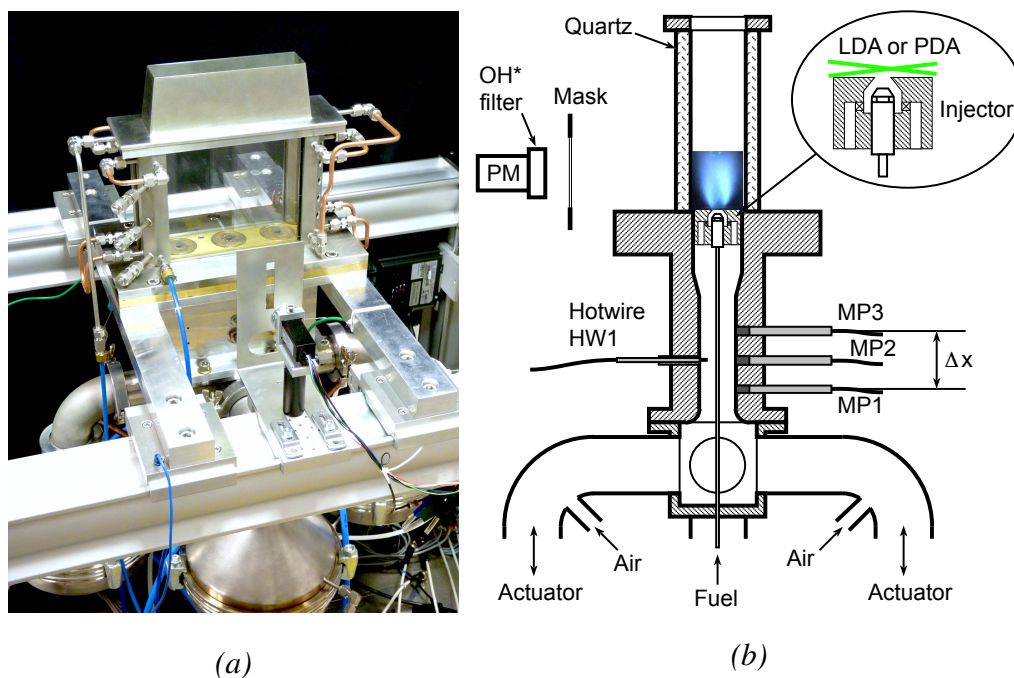 Quartz
LDA or PDA
Injector
OH*
filter
Mask
PM
Hotwire
HW1
MP3
MP2
MP1
Δx
Air
Air
Actuator
Fuel
Actuator
(a)
(b)